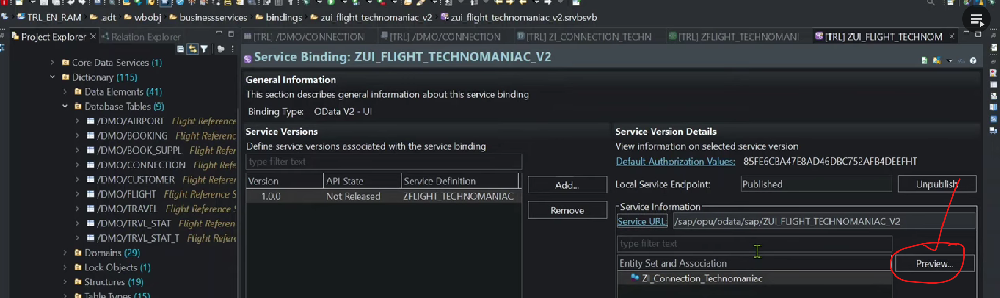 TRL_EN_RAM › .adt › wbobj › businessservices › bindings › zui_flight_technomaniac_v2 › zui_flight_technomaniac_v2.srvbsvb
Project Explorer
Relation Explorer
[TRL] /DMO/CONNECTION
[TRL] /DMO/CONNECTION
[TRL] ZI_CONNECTION_TECHN
[TRL] ZFLIGHT_TECHNOMANI
[TRL] ZUI_FLIGHT_TECHNOM
Core Data Services (1)
Dictionary (115)
Data Elements (41)
Database Tables (9)
/DMO/AIRPORT Flight Reference
/DMO/BOOKING Flight Referenc
/DMO/BOOK_SUPPL Flight Refer
/DMO/CONNECTION Flight Refe
/DMO/CUSTOMER Flight Referer
/DMO/FLIGHT Flight Reference S
/DMO/TRAVEL Flight Reference S
/DMO/TRVL_STAT Flight Referen
/DMO/TRVL_STAT_T Flight Refere
Domains (29)
Lock Objects (1)
Structures (19)
Table Types (15)
Service Binding: ZUI_FLIGHT_TECHNOMANIAC_V2
General Information
This section describes general information about this service binding
Binding Type: OData V2 - UI
Service Versions
Define service versions associated with the service binding
type filter text
Version API State Service Definition
1.0.0 Not Released ZFLIGHT_TECHNOMANIAC
Add...
Remove
Service Version Details
View information on selected service version
Default Authorization Values: 85FE6CBA47E8AD46DBC752AFB4DEEFHT
Local Service Endpoint: Published Unpublish
Service Information
Service URL: /sap/opu/odata/sap/ZUI_FLIGHT_TECHNOMANIAC_V2
type filter text
Entity Set and Association
Preview...
ZI_Connection_Technomaniac